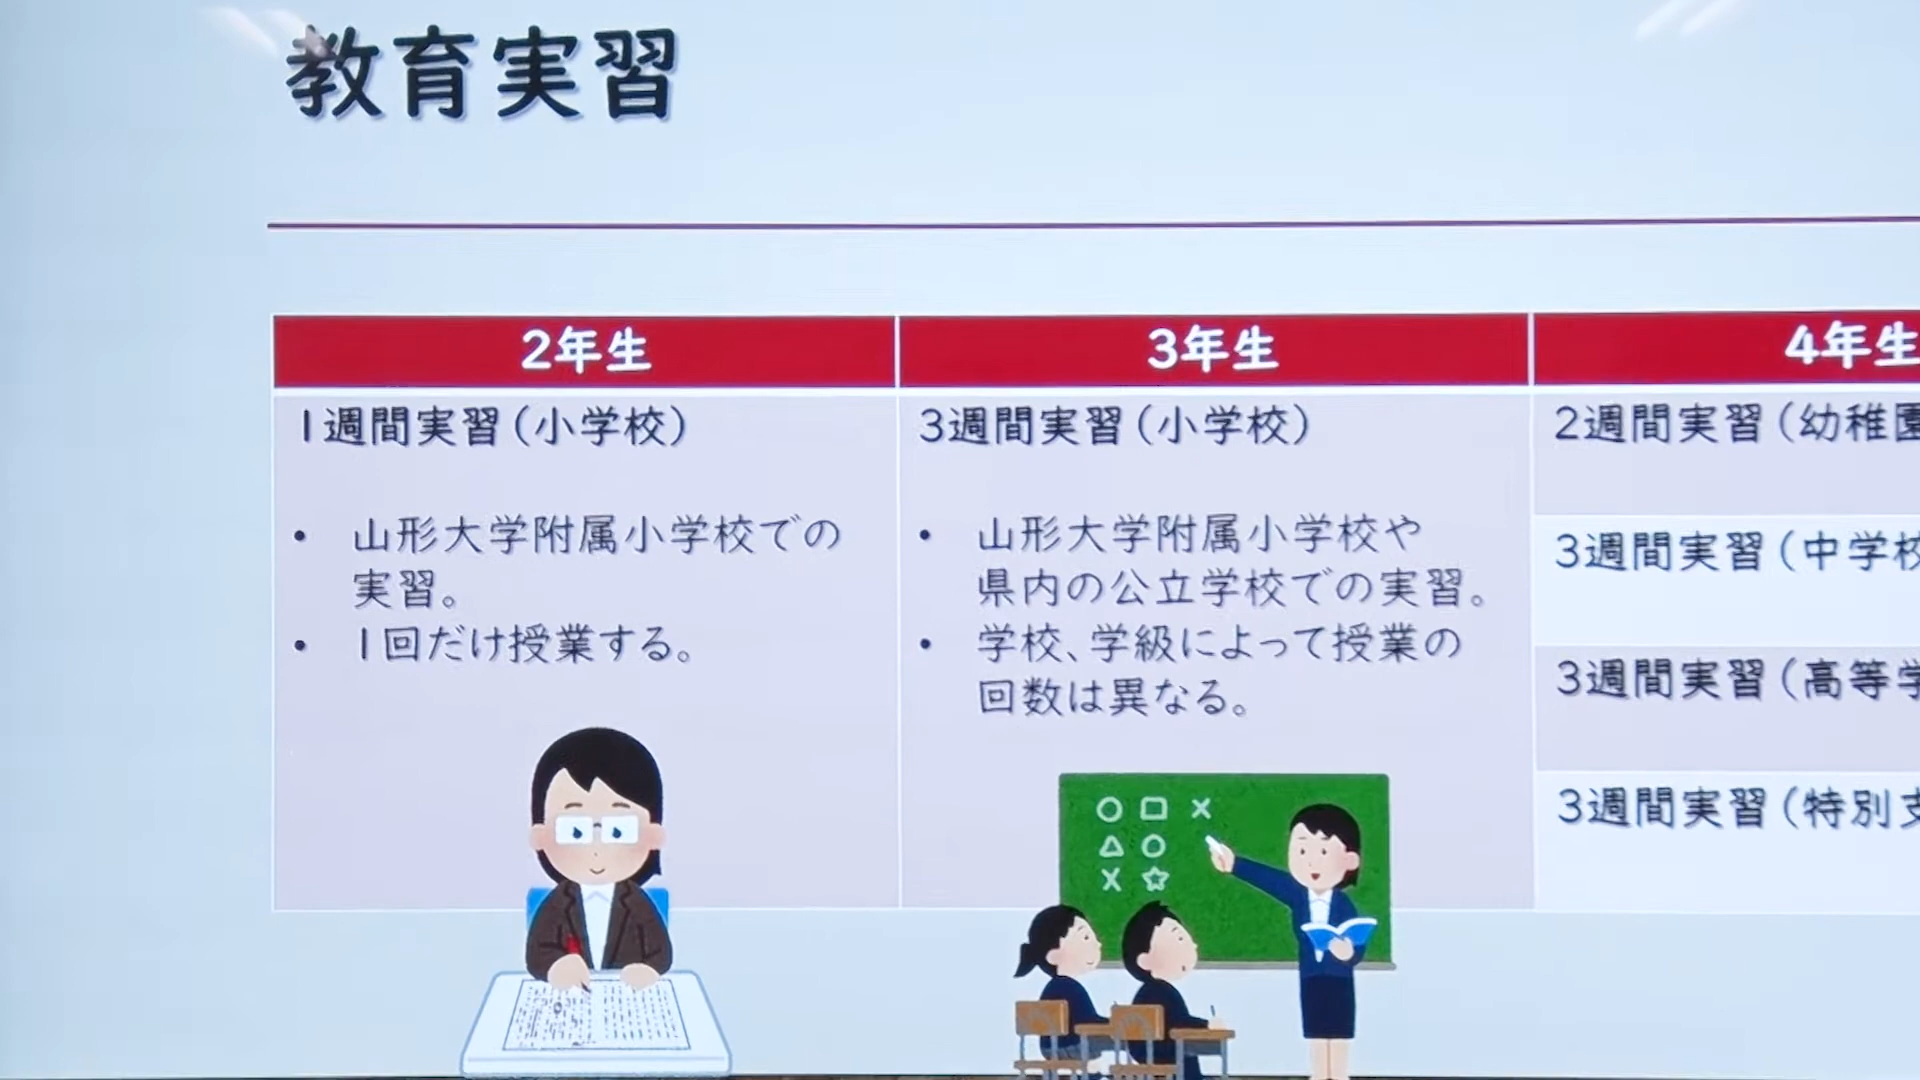 教育実習
2年生
1週間実習(小学校)
• 山形大学附属小学校での
実習。
• 1回だけ授業する。
3年生
3週間実習(小学校)
• 山形大学附属小学校や
県内の公立学校での実習。
• 学校、学級によって授業の
回数は異なる。
○ □ ×
△ ○
× ☆
4年生
2週間実習(幼稚園
3週間実習(中学校
3週間実習(高等学
3週間実習(特別支